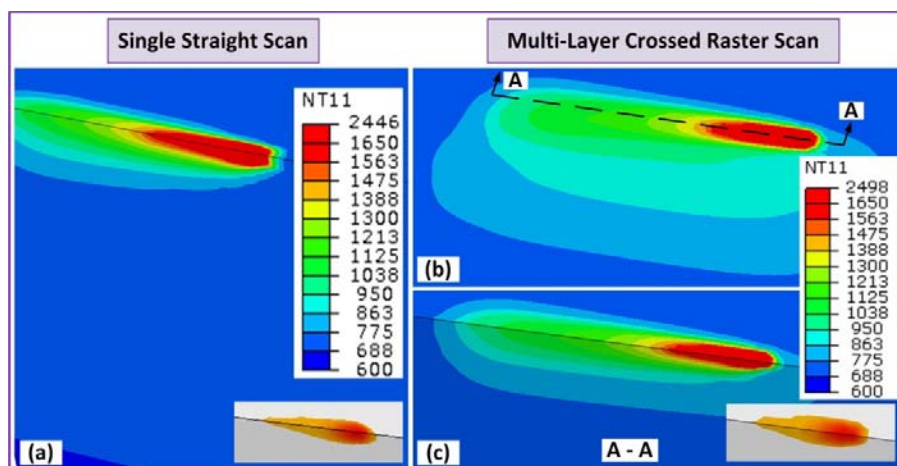 Single Straight Scan
Multi-Layer Crossed Raster Scan
NT11
2446
1650
1563
1475
1388
1300
1213
1125
1038
950
863
775
688
600
(a)
A
A
NT11
2498
1650
1563
1475
1388
1300
1213
1125
1038
950
863
775
688
600
(b)
(c)
A - A